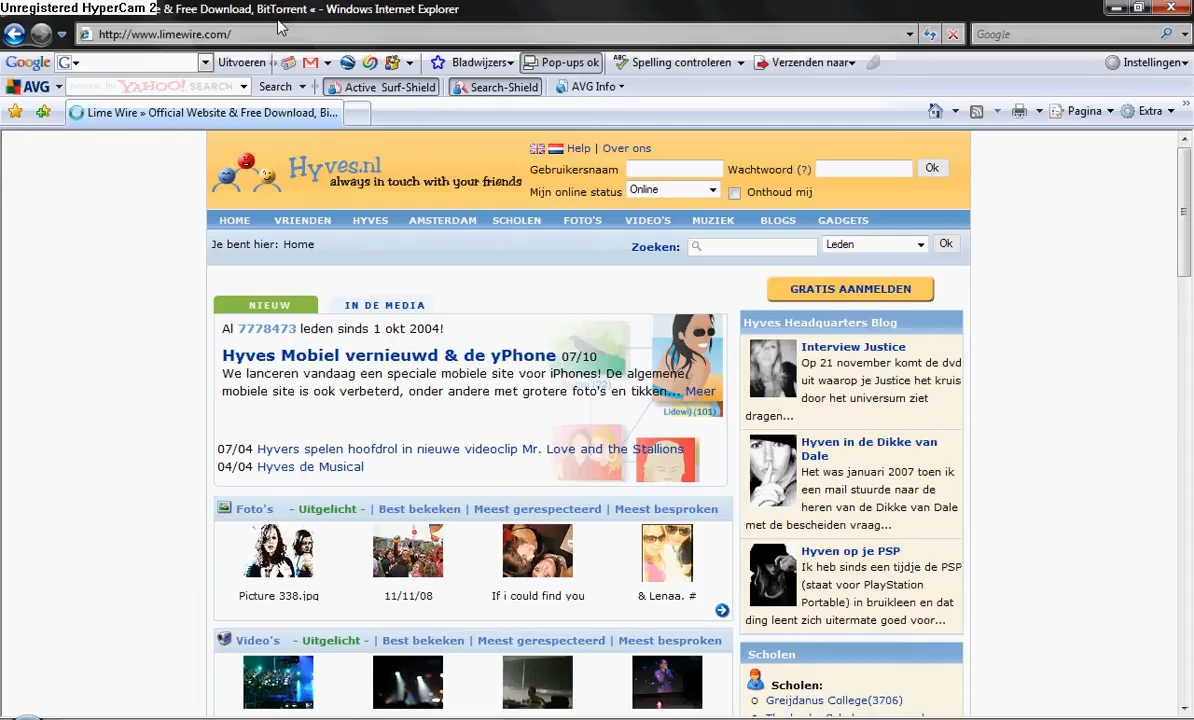 Unregistered HyperCam 2
e & Free Download, BitTorrent « - Windows Internet Explorer
http://www.limewire.com/
Google
Google
G
Uitvoeren
Bladwijzers
Pop-ups ok
Spelling controleren
Verzenden naar
Instellingen
AVG
YAHOO! SEARCH
Search
Active Surf-Shield
Search-Shield
AVG Info
Lime Wire » Official Website & Free Download, Bi...
Pagina
Extra
Hyves.nl
always in touch with your friends
Help | Over ons
Gebruikersnaam
Wachtwoord (?)
Ok
Mijn online status
Online
Onthoud mij
HOME VRIENDEN HYVES AMSTERDAM SCHOLEN FOTO'S VIDEO'S MUZIEK BLOGS GADGETS
Je bent hier: Home
Zoeken:
Leden
Ok
GRATIS AANMELDEN
NIEUW
IN DE MEDIA
Al 7778473 leden sinds 1 okt 2004!
Hyves Mobiel vernieuwd & de yPhone 07/10
We lanceren vandaag een speciale mobiele site voor iPhones! De algemene
mobiele site is ook verbeterd, onder andere met grotere foto's en tikken... Meer
Lidewij (101)
07/04 Hyvers spelen hoofdrol in nieuwe videoclip Mr. Love and the Stallions
04/04 Hyves de Musical
Foto's - Uitgelicht - | Best bekeken | Meest gerespecteerd | Meest besproken
Picture 338.jpg
11/11/08
If i could find you
& Lenaa. #
Video's - Uitgelicht - | Best bekeken | Meest gerespecteerd | Meest besproken
Hyves Headquarters Blog
Interview Justice
Op 21 november komt de dvd
uit waarop je Justice het kruis
door het universum ziet
dragen...
Hyven in de Dikke van
Dale
Het was januari 2007 toen ik
een mail stuurde naar de
heren van de Dikke van Dale
met de bescheiden vraag...
Hyven op je PSP
Ik heb sinds een tijdje de PSP
(staat voor PlayStation
Portable) in bruikleen en dat
ding leent zich uitermate goed voor...
Scholen
Scholen:
Greijdanus College(3706)